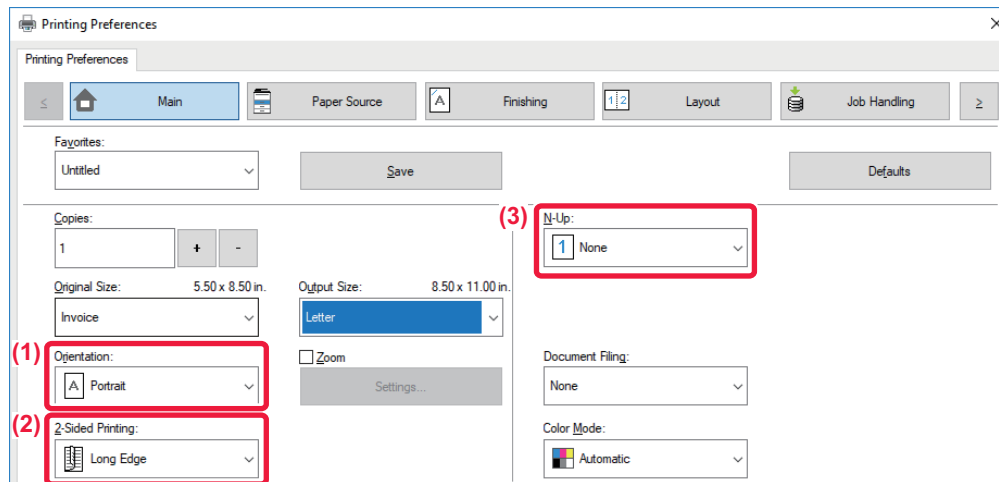 Printing Preferences
Printing Preferences
< Main Paper Source A Finishing 1 2 Layout Job Handling >
Favorites:
Untitled Save Defaults
Copies: (3) N-Up:
1 + - 1 None
Original Size: 5.50 x 8.50 in. Output Size: 8.50 x 11.00 in.
Invoice Letter
(1) Orientation: Zoom Document Filing:
A Portrait Settings... None
(2) 2-Sided Printing: Color Mode:
Long Edge Automatic